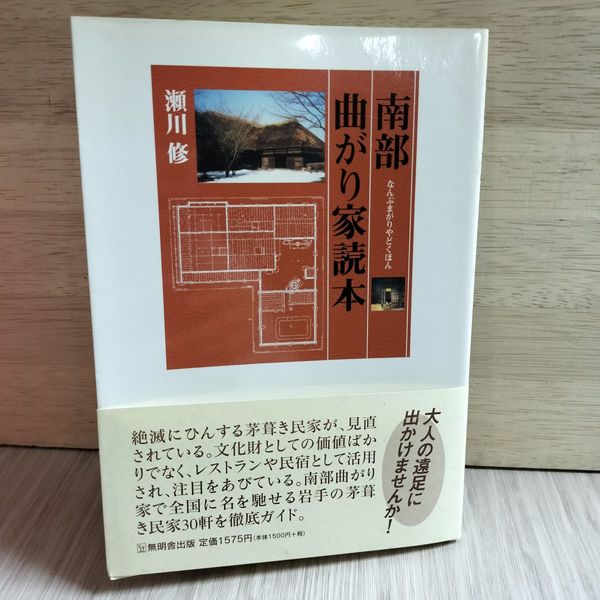 南部
曲がり家読本
なんぶまがりやどくほん
瀬川 修
絶滅にひんする茅葺き民家が、見直
されている。文化財としての価値ばか
りでなく、レストランや民宿として活用
され、注目をあびている。南部曲がり
家で全国に名を馳せる岩手の茅葺
き民家30軒を徹底ガイド。
無明舎出版 定価1575円(本体1500円+税)
大人の遠足に
出かけませんか!